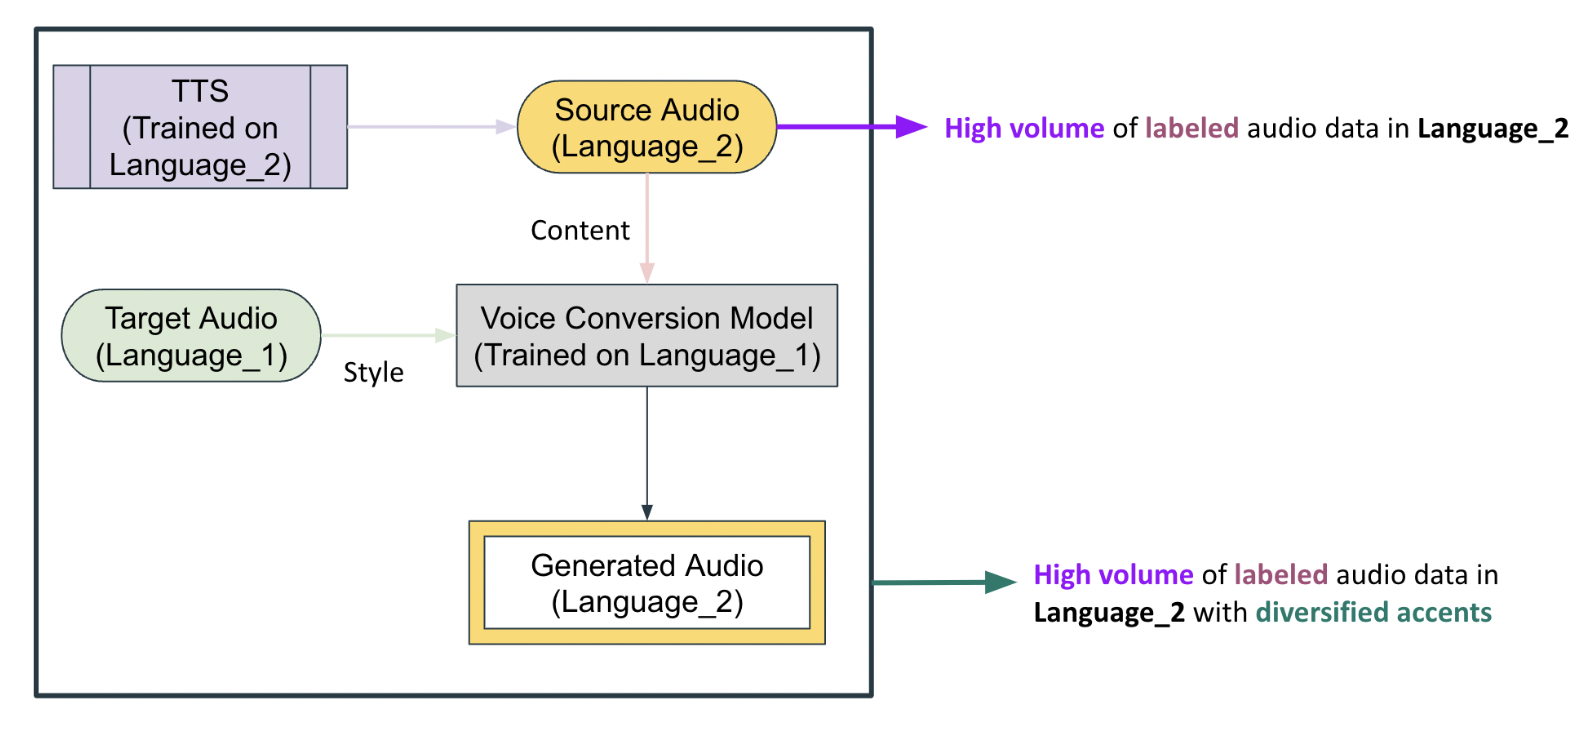 TTS
(Trained on
Language_2)
Source Audio
(Language_2)
High volume of labeled audio data in Language_2
Content
Target Audio
(Language_1)
Style
Voice Conversion Model
(Trained on Language_1)
Generated Audio
(Language_2)
High volume of labeled audio data in
Language_2 with diversified accents